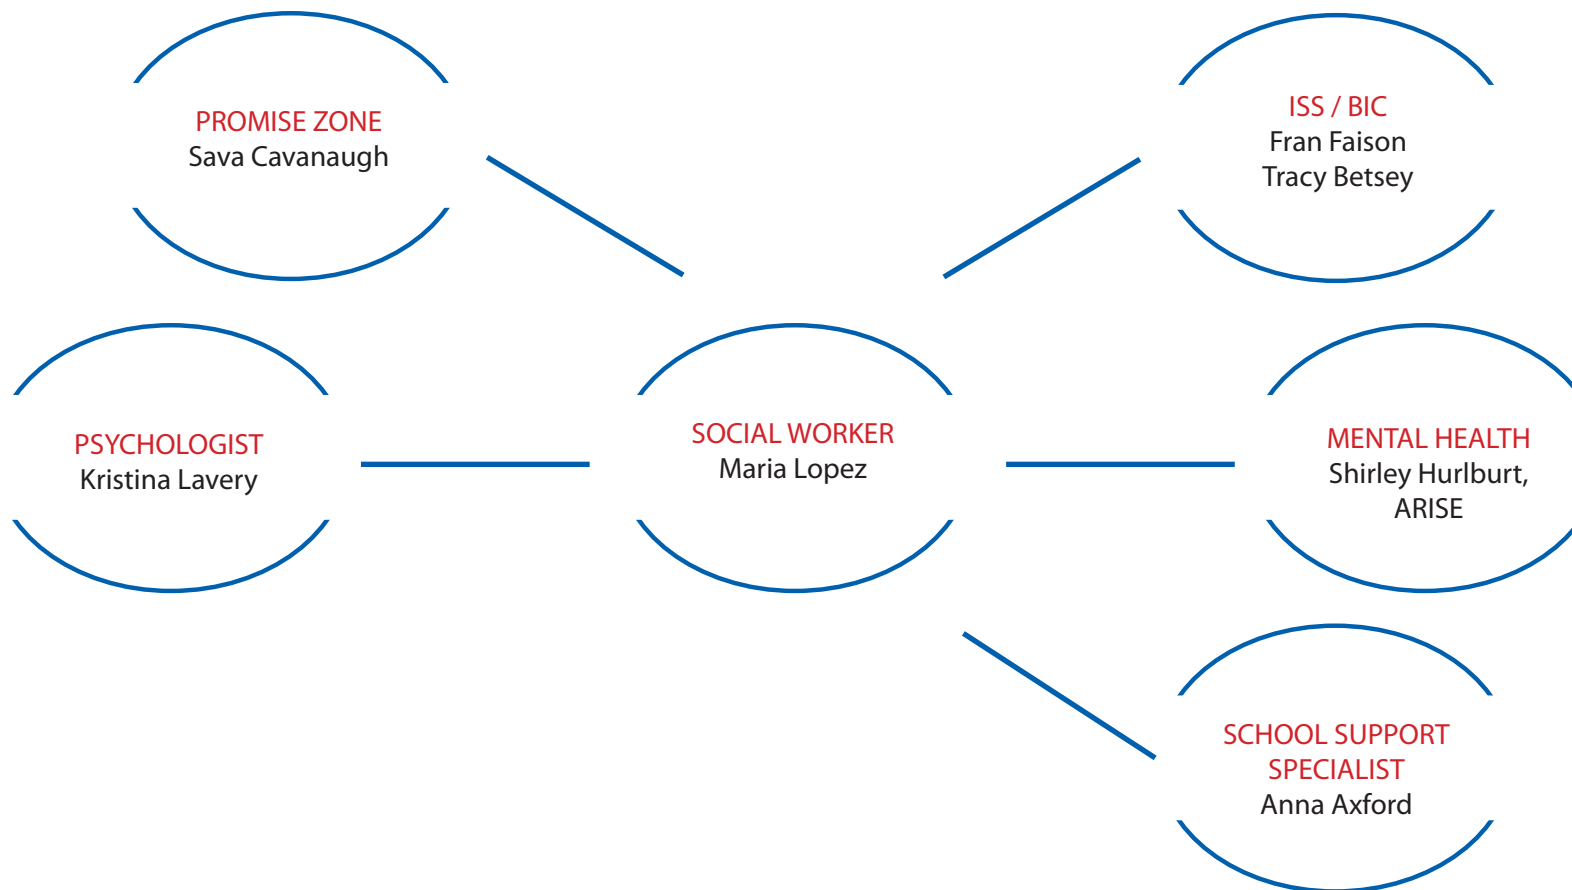 PROMISE ZONE
Sava Cavanaugh
ISS / BIC
Fran Faison
Tracy Betsey
PSYCHOLOGIST
Kristina Lavery
SOCIAL WORKER
Maria Lopez
MENTAL HEALTH
Shirley Hurlburt,
ARISE
SCHOOL SUPPORT
SPECIALIST
Anna Axford